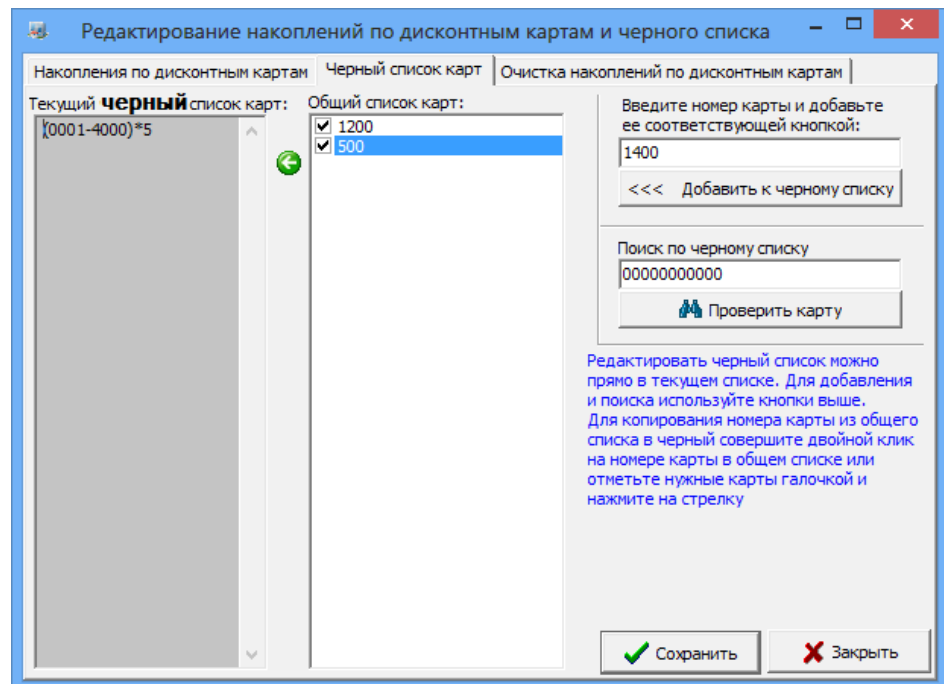 Редактирование накоплений по дисконтным картам и черного списка
Накопления по дисконтным картам
Черный список карт
Очистка накоплений по дисконтным картам
Текущий черный список карт:
(0001-4000)*5
Общий список карт:
1200
500
Введите номер карты и добавьте
ее соответствующей кнопкой:
1400
<<< Добавить к черному списку
Поиск по черному списку
00000000000
Проверить карту
Редактировать черный список можно
прямо в текущем списке. Для добавления
и поиска используйте кнопки выше.
Для копирования номера карты из общего
списка в черный совершите двойной клик
на номере карты в общем списке или
отметьте нужные карты галочкой и
нажмите на стрелку
Сохранить
Закрыть